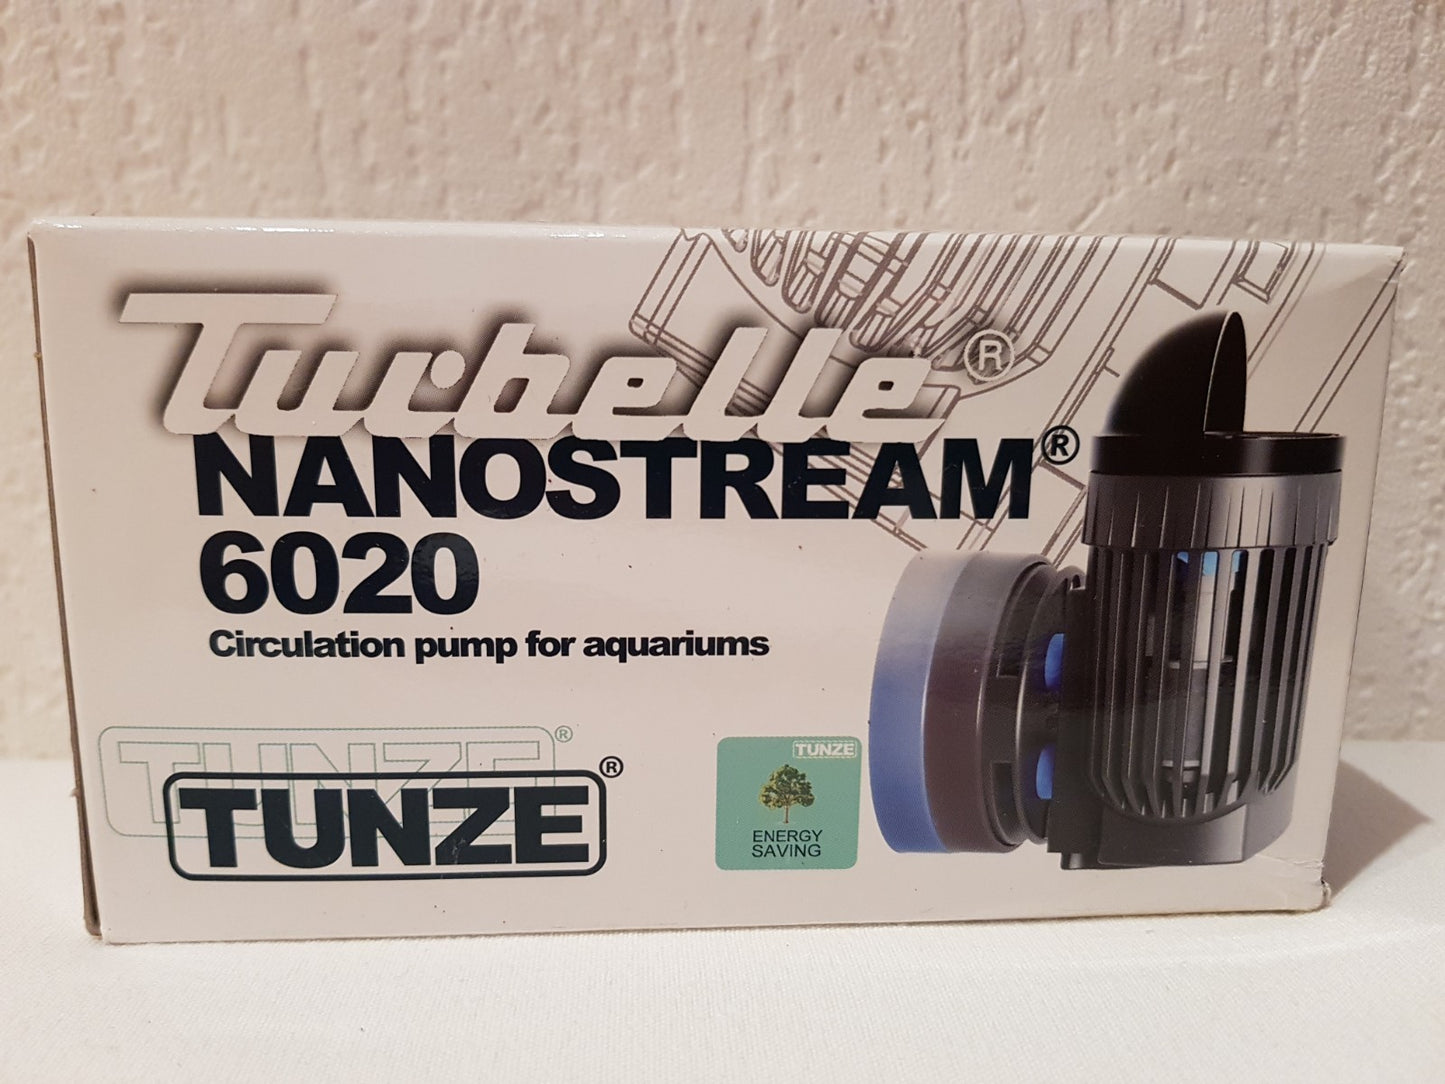 Turbelle®
NANOSTREAM®
6020
Circulation pump for aquariums
TUNZE®
TUNZE®
TUNZE
ENERGY
SAVING